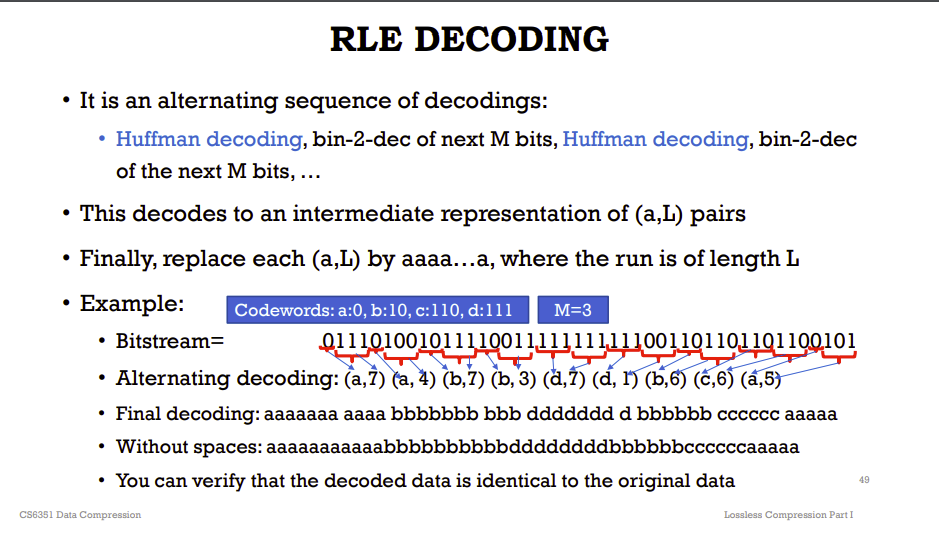 RLE DECODING
• It is an alternating sequence of decodings:
• Huffman decoding, bin-2-dec of next M bits, Huffman decoding, bin-2-dec
of the next M bits, …
• This decodes to an intermediate representation of (a,L) pairs
• Finally, replace each (a,L) by aaaa…a, where the run is of length L
• Example: Codewords: a:0, b:10, c:110, d:111 M=3
• Bitstream= 011101001011110011111111111001101101101100101
• Alternating decoding: (a,7) (a, 4) (b,7) (b, 3) (d,7) (d, 1) (b,6) (c,6) (a,5)
• Final decoding: aaaaaaa aaaa bbbbbbb bbb ddddddd d bbbbbb cccccc aaaaa
• Without spaces: aaaaaaaaaaabbbbbbbbbbddddddddbbbbbbccccccaaaaa
• You can verify that the decoded data is identical to the original data
49
CS6351 Data Compression
Lossless Compression Part I